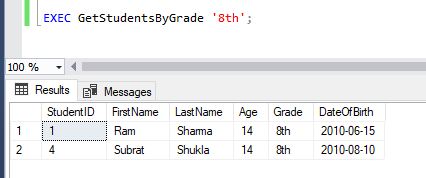 EXEC GetStudentsByGrade '8th';
100 %
Results Messages
StudentID FirstName LastName Age Grade DateOfBirth
1 1 Ram Sharma 14 8th 2010-06-15
2 4 Subrat Shukla 14 8th 2010-08-10